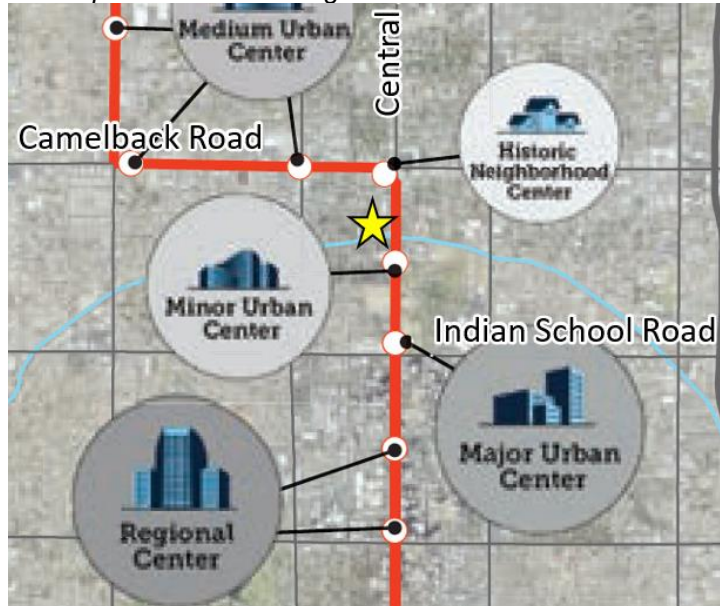 Medium Urban
Center
Central
Camelback Road
Historic
Neighborhood
Center
Minor Urban
Center
Indian School Road
Major Urban
Center
Regional
Center